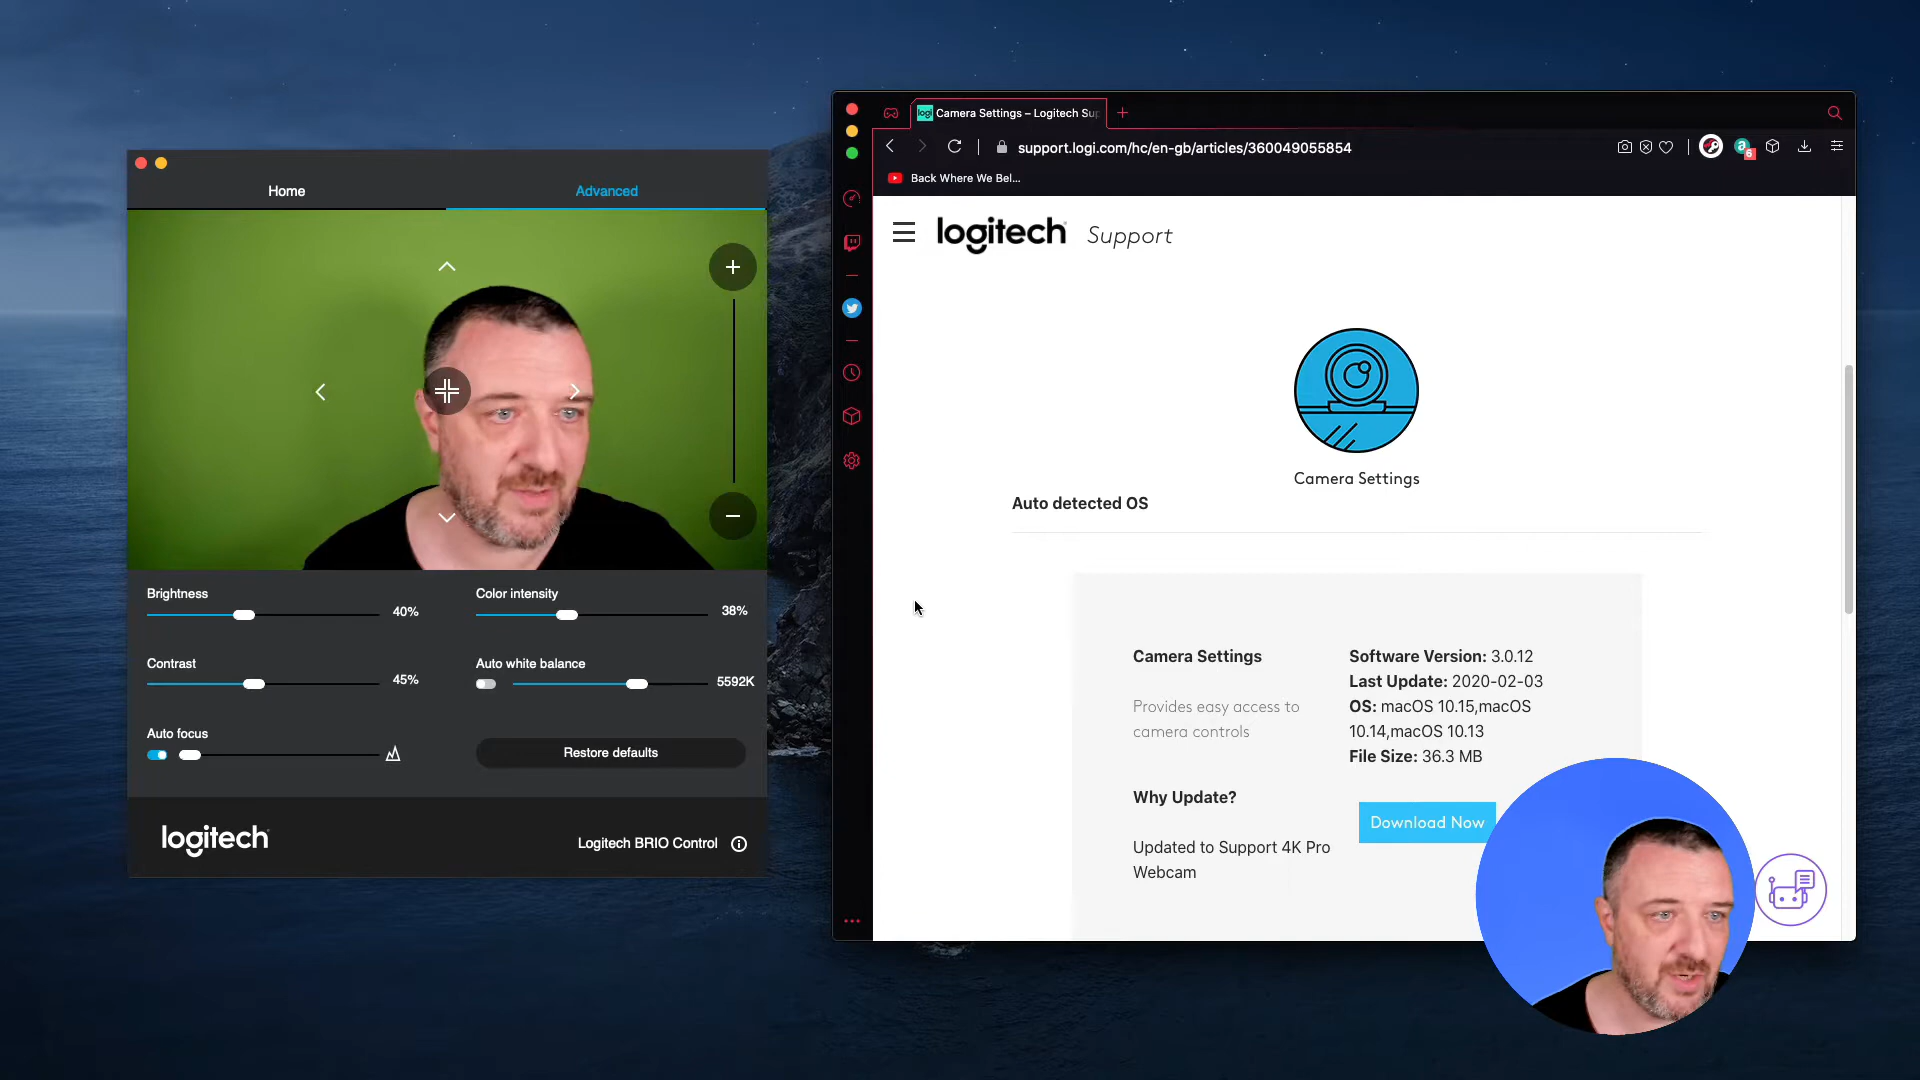 Home
Advanced
Brightness
40%
Color intensity
38%
Contrast
45%
Auto white balance
5592K
Auto focus
Restore defaults
logitech
Logitech BRIO Control
logi
Camera Settings – Logitech Sup
support.logi.com/hc/en-gb/articles/360049055854
6
Back Where We Bel...
logitech Support
Camera Settings
Auto detected OS
Camera Settings
Provides easy access to
camera controls
Why Update?
Updated to Support 4K Pro
Webcam
Software Version: 3.0.12
Last Update: 2020-02-03
OS: macOS 10.15,macOS
10.14,macOS 10.13
File Size: 36.3 MB
Download Now